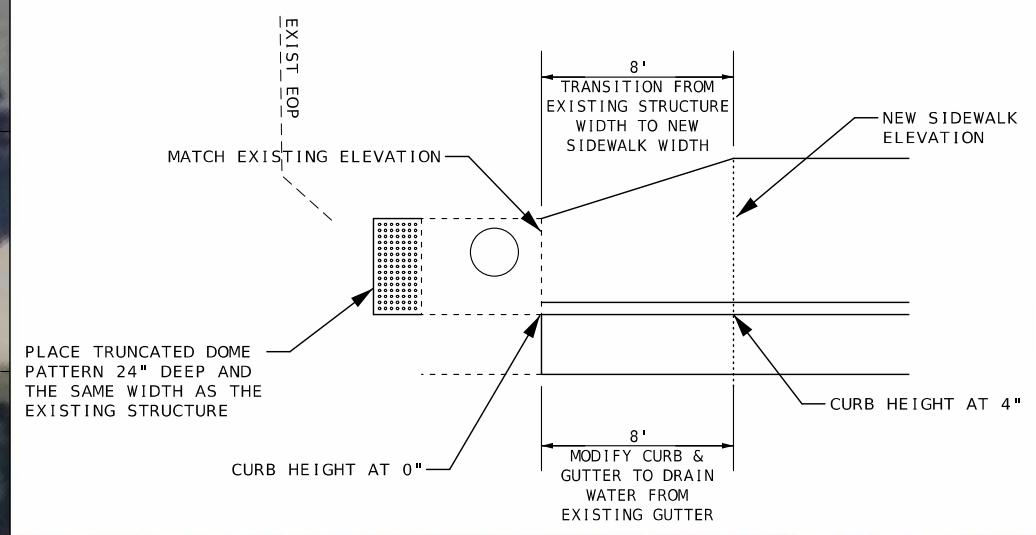 EXIST EOP
8'
TRANSITION FROM
EXISTING STRUCTURE
WIDTH TO NEW
SIDEWALK WIDTH
NEW SIDEWALK
ELEVATION
MATCH EXISTING ELEVATION
PLACE TRUNCATED DOME
PATTERN 24" DEEP AND
THE SAME WIDTH AS THE
EXISTING STRUCTURE
CURB HEIGHT AT 4"
CURB HEIGHT AT 0"
8'
MODIFY CURB &
GUTTER TO DRAIN
WATER FROM
EXISTING GUTTER